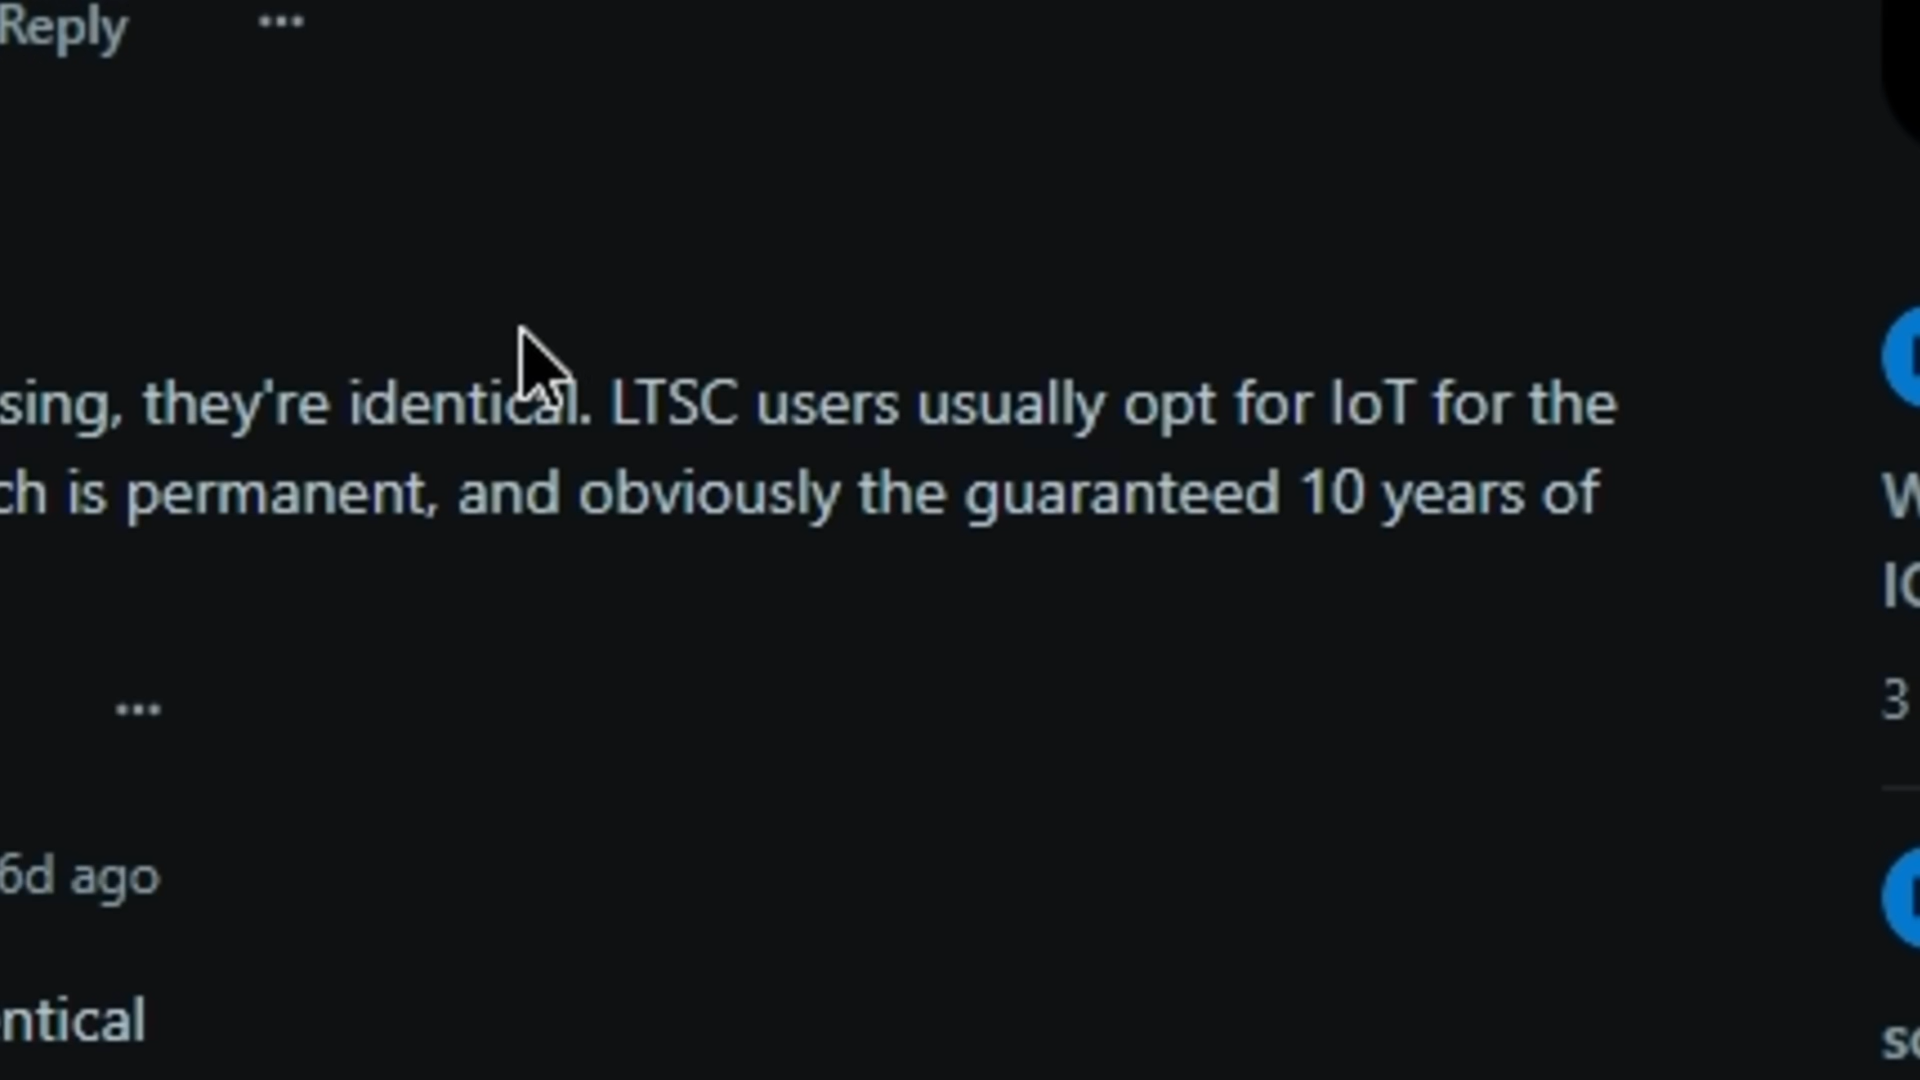 Reply
sing, they're identical. LTSC users usually opt for IoT for the
ch is permanent, and obviously the guaranteed 10 years of
6d ago
ntical
3